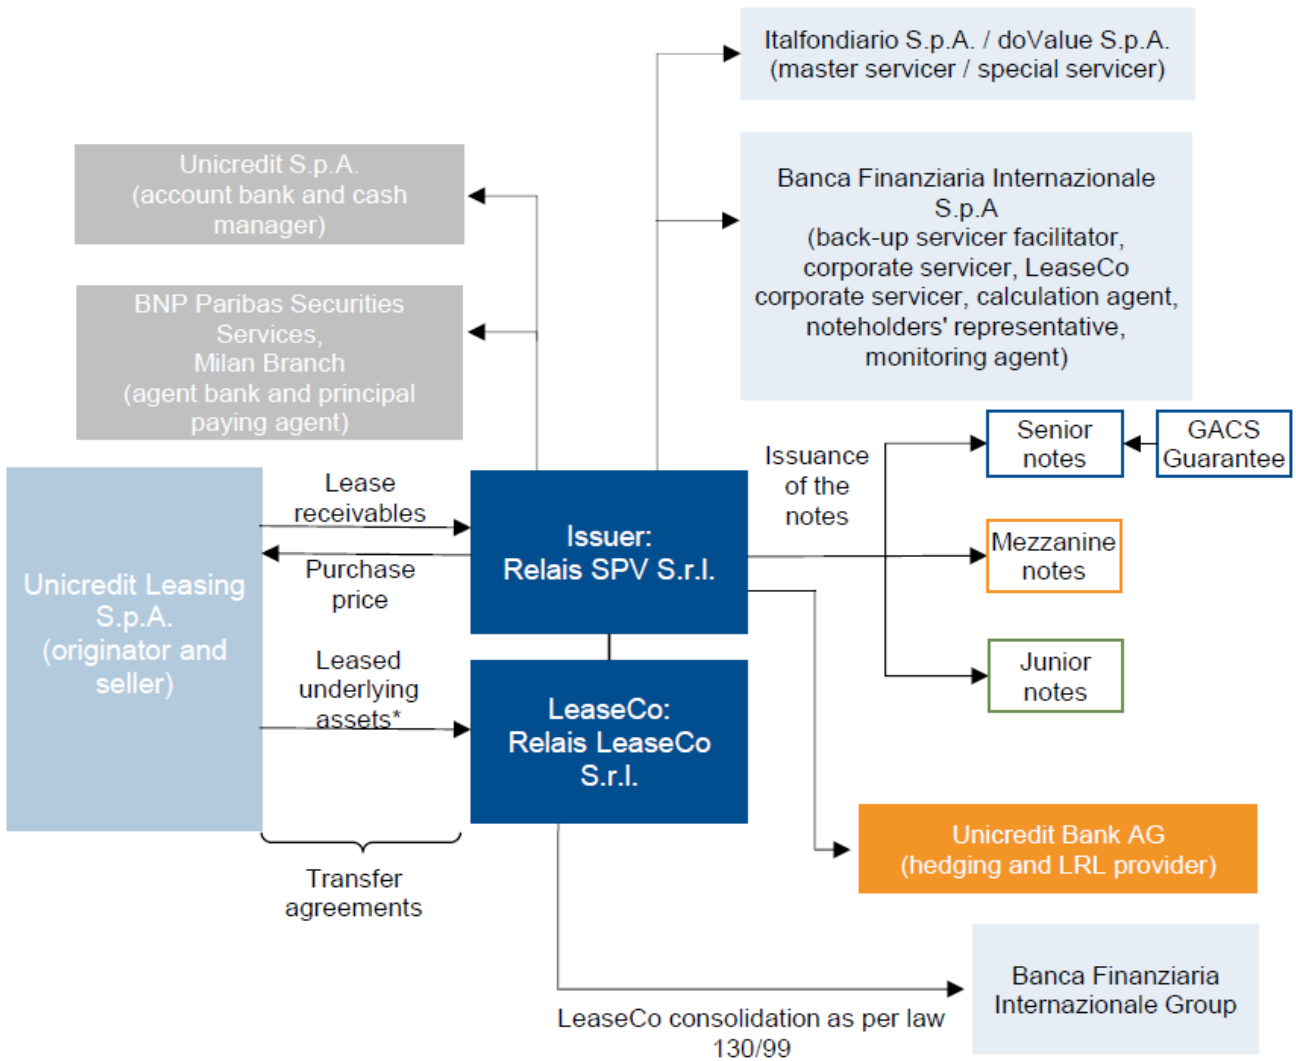 Italfondiario S.p.A. / doValue S.p.A.
(master servicer / special servicer)
Unicredit S.p.A.
(account bank and cash
manager)
Banca Finanziaria Internazionale
S.p.A
(back-up servicer facilitator,
corporate servicer, LeaseCo
corporate servicer, calculation agent,
noteholders' representative,
monitoring agent)
BNP Paribas Securities
Services,
Milan Branch
(agent bank and principal
paying agent)
Issuance
of the
notes
Senior
notes
GACS
Guarantee
Lease
receivables
Issuer:
Relais SPV S.r.l.
Mezzanine
notes
Purchase
price
Unicredit Leasing
S.p.A.
(originator and
seller)
Junior
notes
Leased
underlying
assets*
LeaseCo:
Relais LeaseCo
S.r.l.
Unicredit Bank AG
(hedging and LRL provider)
Transfer
agreements
Banca Finanziaria
Internazionale Group
LeaseCo consolidation as per law
130/99